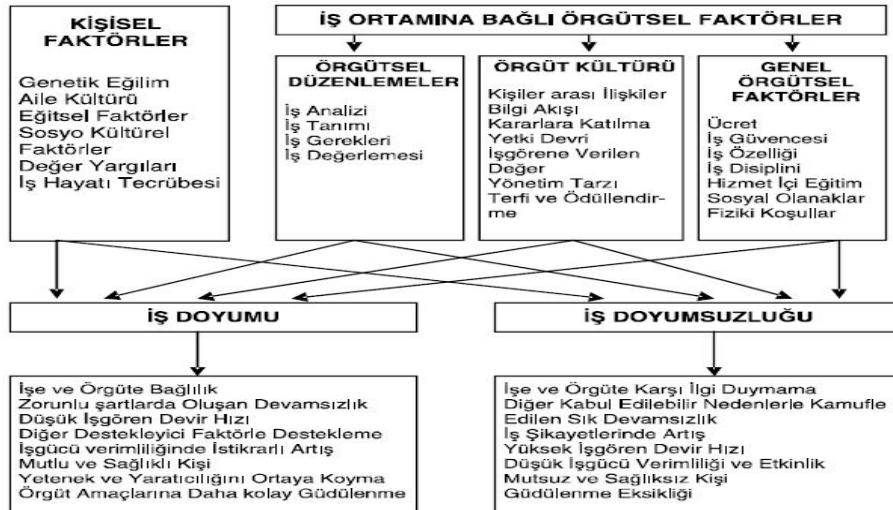 KİŞİSEL
FAKTÖRLER
Genetik Eğilim
Aile Kültürü
Eğitsel Faktörler
Sosyo Kültürel
Faktörler
Değer Yargıları
İş Hayatı Tecrübesi
İŞ ORTAMINA BAĞLI ÖRGÜTSEL FAKTÖRLER
ÖRGÜTSEL
DÜZENLEMELER
İş Analizi
İş Tanımı
İş Gerekleri
İş Değerlemesi
ÖRGÜT KÜLTÜRÜ
Kişiler arası İlişkiler
Bilgi Akışı
Kararlara Katılma
Yetki Devri
İşgörene Verilen
Değer
Yönetim Tarzı
Terfi ve Ödüllendir-
me
GENEL
ÖRGÜTSEL
FAKTÖRLER
Ücret
İş Güvencesi
İş Özelliği
İş Disiplini
Hizmet İçi Eğitim
Sosyal Olanaklar
Fiziki Koşullar
İŞ DOYUMU
İŞ DOYUMSUZLUĞU
İşe ve Örgüte Bağlılık
Zorunlu şartlarda Oluşan Devamsızlık
Düşük İşgören Devir Hızı
Diğer Destekleyici Faktörle Destekleme
İşgücü verimliliğinde İstikrarlı Artış
Mutlu ve Sağlıklı Kişi
Yetenek ve Yaratıcılığını Ortaya Koyma
Örgüt Amaçlarına Daha kolay Güdülenme
İşe ve Örgüte Karşı İlgi Duymama
Diğer Kabul Edilebilir Nedenlerle Kamufle
Edilen Sık Devamsızlık
İş Şikayetlerinde Artış
Yüksek İşgören Devir Hızı
Düşük İşgücü Verimliliği ve Etkinlik
Mutsuz ve Sağlıksız Kişi
Güdülenme Eksikliği